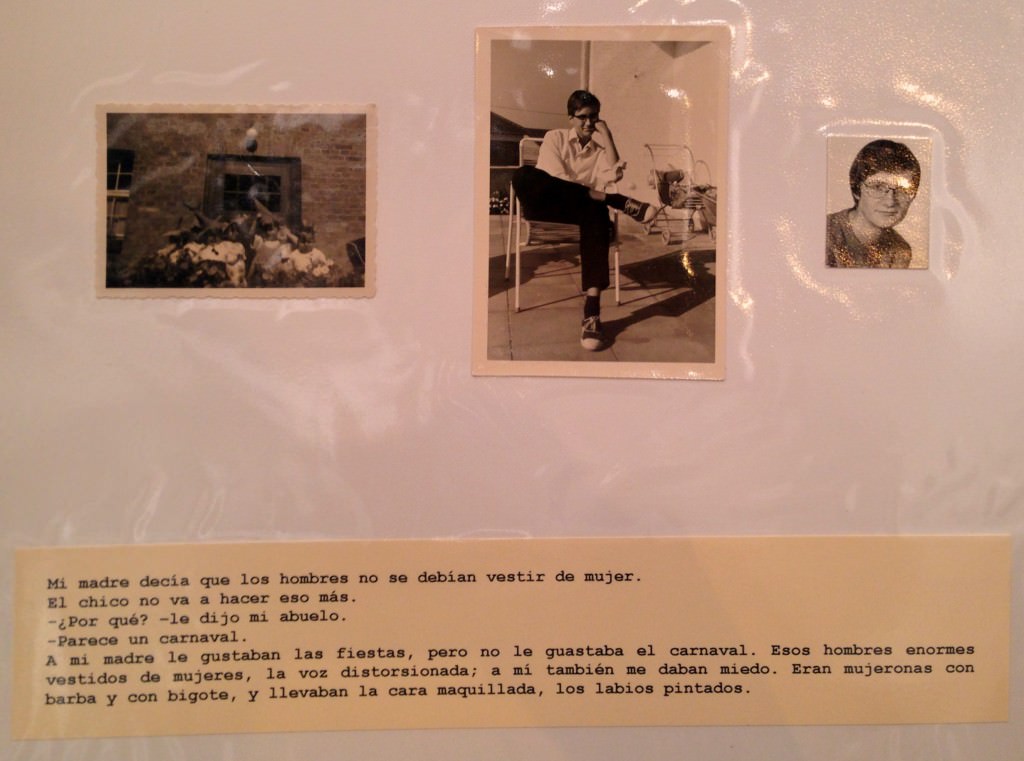 Mi madre decía que los hombres no se debían vestir de mujer.
El chico no va a hacer eso más.
-¿Por qué? -le dijo mi abuelo.
-Parece un carnaval.
A mi madre le gustaban las fiestas, pero no le guastaba el carnaval. Esos hombres enormes
vestidos de mujeres, la voz distorsionada; a mí también me daban miedo. Eran mujeronas con
barba y con bigote, y llevaban la cara maquillada, los labios pintados.